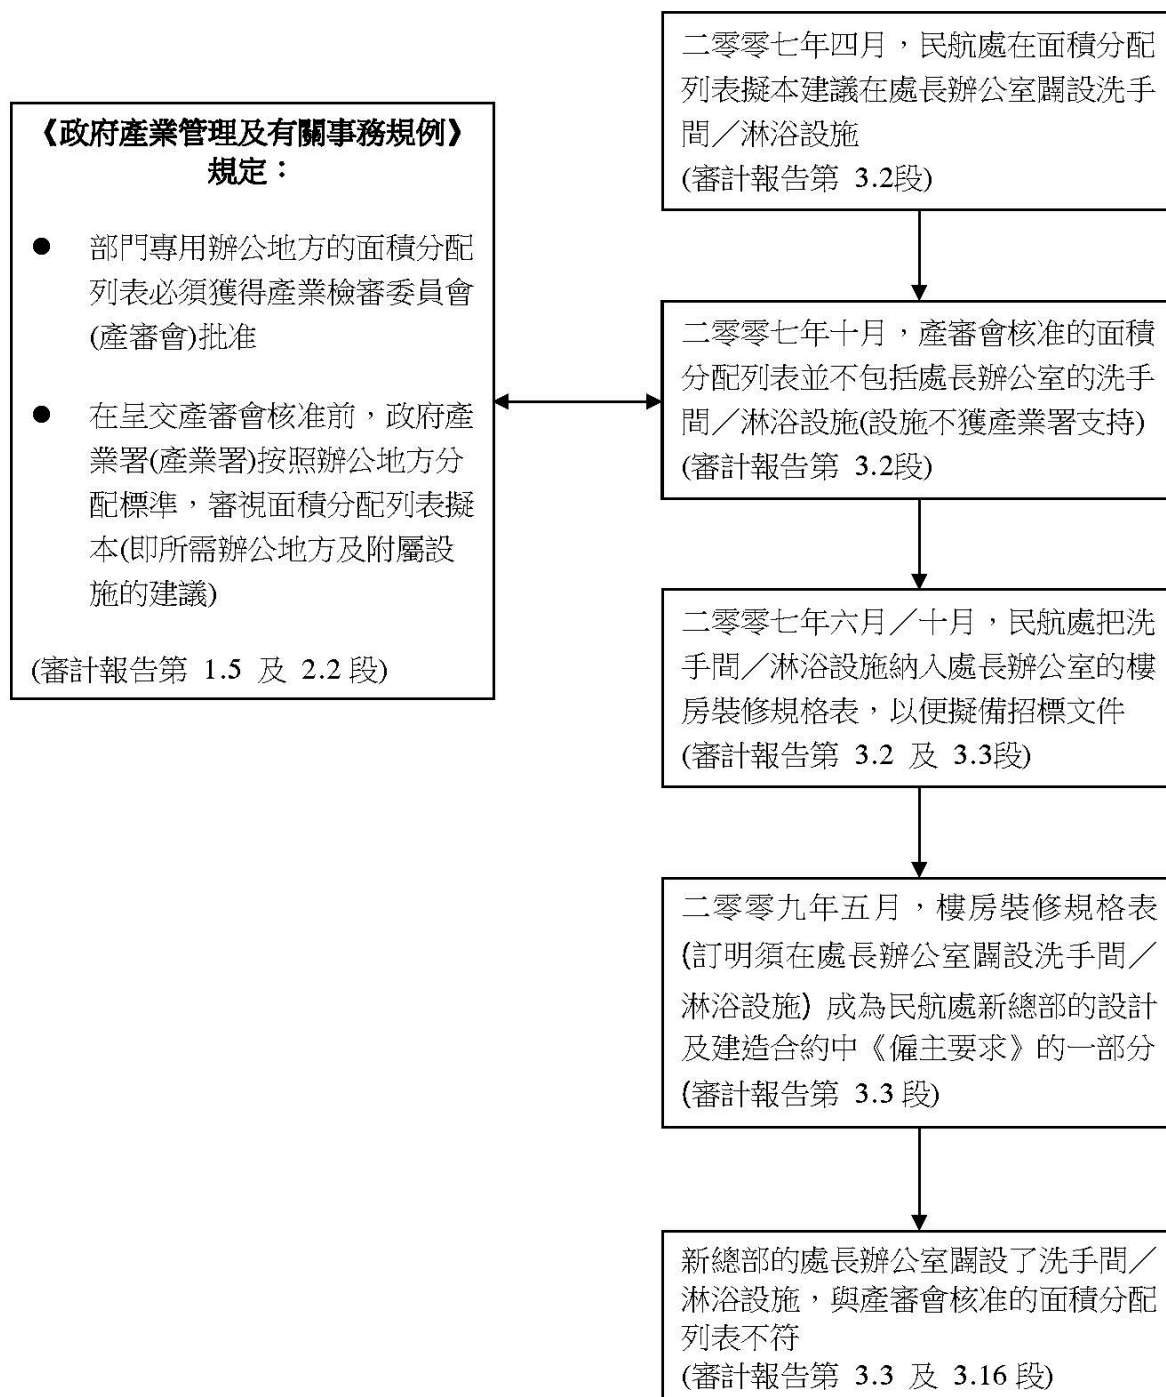 二零零七年四月，民航處在面積分配
列表擬本建議在處長辦公室闢設洗手
間／淋浴設施
(審計報告第 3.2段)
《政府產業管理及有關事務規例》
規定：
● 部門專用辦公地方的面積分配
列表必須獲得產業檢審委員會
(產審會)批准
● 在呈交產審會核准前，政府產
業署(產業署)按照辦公地方分
配標準，審視面積分配列表擬
本(即所需辦公地方及附屬設
施的建議)
(審計報告第 1.5 及 2.2 段)
二零零七年十月，產審會核准的面積
分配列表並不包括處長辦公室的洗手
間／淋浴設施(設施不獲產業署支持)
(審計報告第 3.2段)
二零零七年六月／十月，民航處把洗
手間／淋浴設施納入處長辦公室的樓
房裝修規格表，以便擬備招標文件
(審計報告第 3.2 及 3.3段)
二零零九年五月，樓房裝修規格表
(訂明須在處長辦公室闢設洗手間／
淋浴設施) 成為民航處新總部的設計
及建造合約中《僱主要求》的一部分
(審計報告第 3.3 段)
新總部的處長辦公室闢設了洗手間／
淋浴設施，與產審會核准的面積分配
列表不符
(審計報告第 3.3 及 3.16 段)